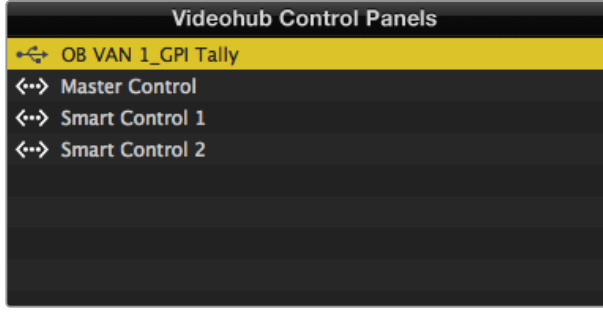 Videohub Control Panels
OB VAN 1_GPI Tally
Master Control
Smart Control 1
Smart Control 2